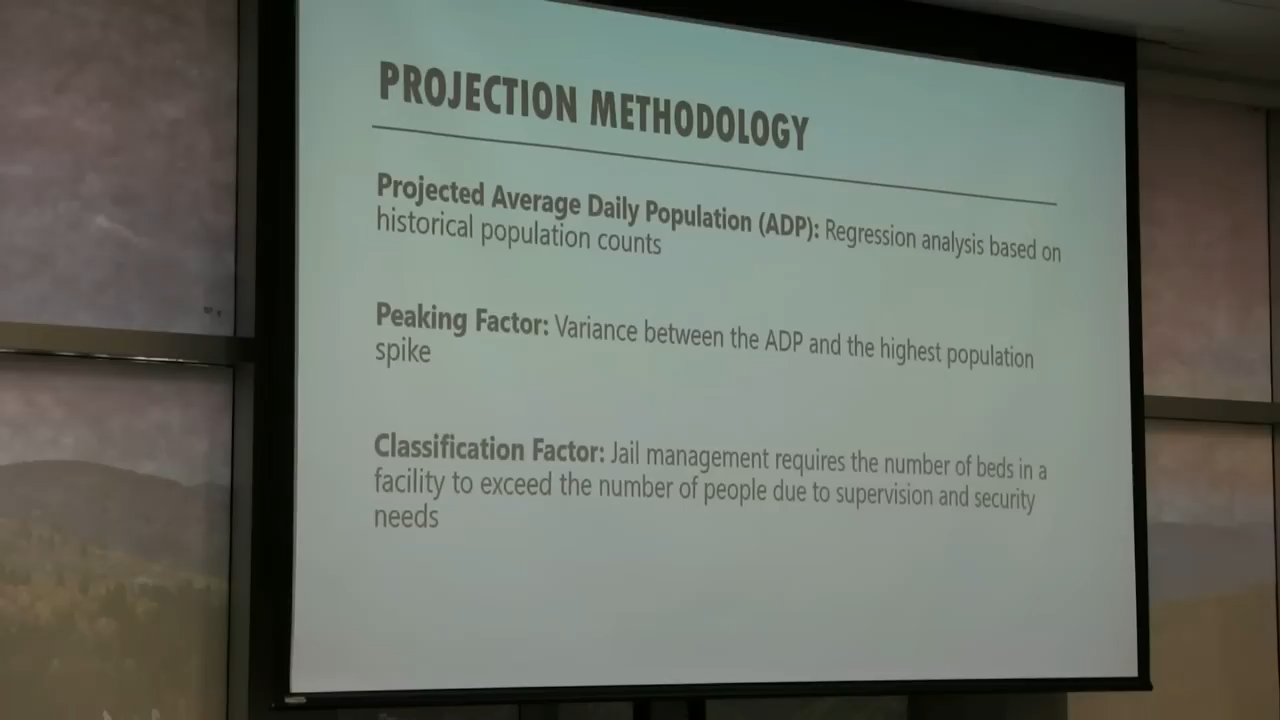 PROJECTION METHODOLOGY
Projected Average Daily Population (ADP): Regression analysis based on
historical population counts
Peaking Factor: Variance between the ADP and the highest population
spike
Classification Factor: Jail management requires the number of beds in a
facility to exceed the number of people due to supervision and security
needs